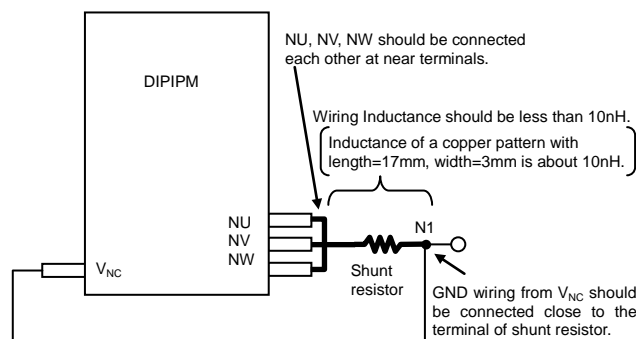 NU, NV, NW should be connected
each other at near terminals.
DIPIPM
Wiring Inductance should be less than 10nH.
Inductance of a copper pattern with
length=17mm, width=3mm is about 10nH.
NU
NV
NW
VNC
N1
Shunt
resistor
GND wiring from VNC should
be connected close to the
terminal of shunt resistor.